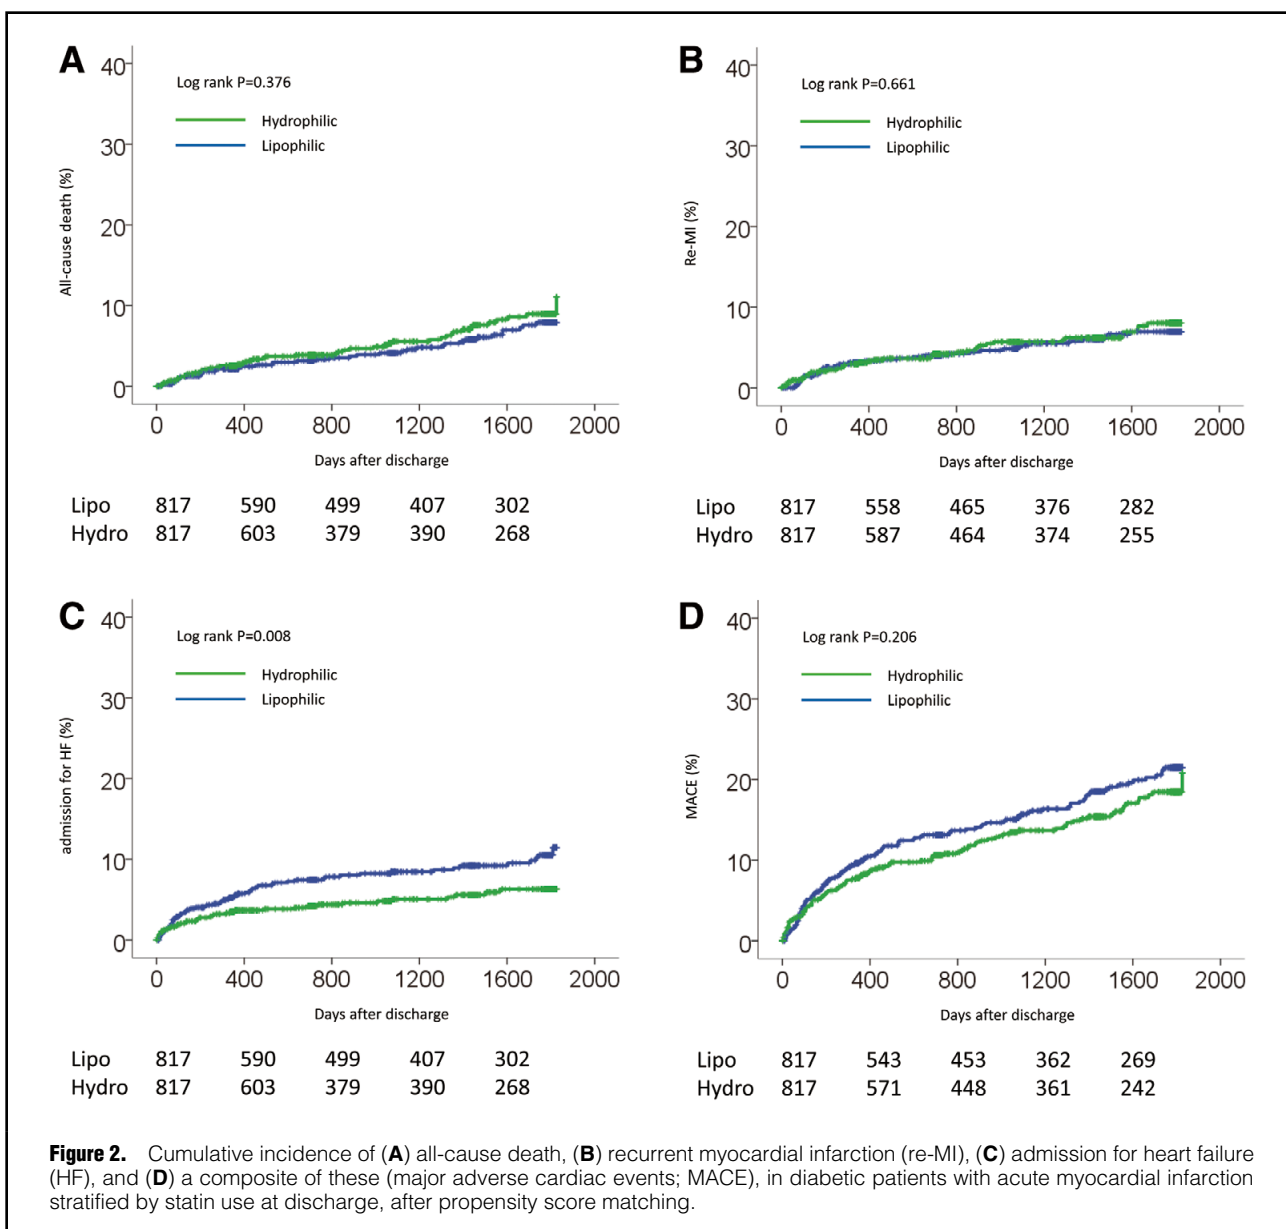 A
40
Log rank P=0.376
Hydrophilic
Lipophilic
30
20
10
0
All-cause death (%)
0 400 800 1200 1600 2000
Days after discharge
Lipo 817 590 499 407 302
Hydro 817 603 379 390 268
B
40
Log rank P=0.661
Hydrophilic
Lipophilic
30
20
10
0
Re-MI (%)
0 400 800 1200 1600 2000
Days after discharge
Lipo 817 558 465 376 282
Hydro 817 587 464 374 255
C
40
Log rank P=0.008
Hydrophilic
Lipophilic
30
20
10
0
admission for HF (%)
0 400 800 1200 1600 2000
Days after discharge
Lipo 817 590 499 407 302
Hydro 817 603 379 390 268
D
40
Log rank P=0.206
Hydrophilic
Lipophilic
30
20
10
0
MACE (%)
0 400 800 1200 1600 2000
Days after discharge
Lipo 817 543 453 362 269
Hydro 817 571 448 361 242
Figure 2. Cumulative incidence of (A) all-cause death, (B) recurrent myocardial infarction (re-MI), (C) admission for heart failure
(HF), and (D) a composite of these (major adverse cardiac events; MACE), in diabetic patients with acute myocardial infarction
stratified by statin use at discharge, after propensity score matching.